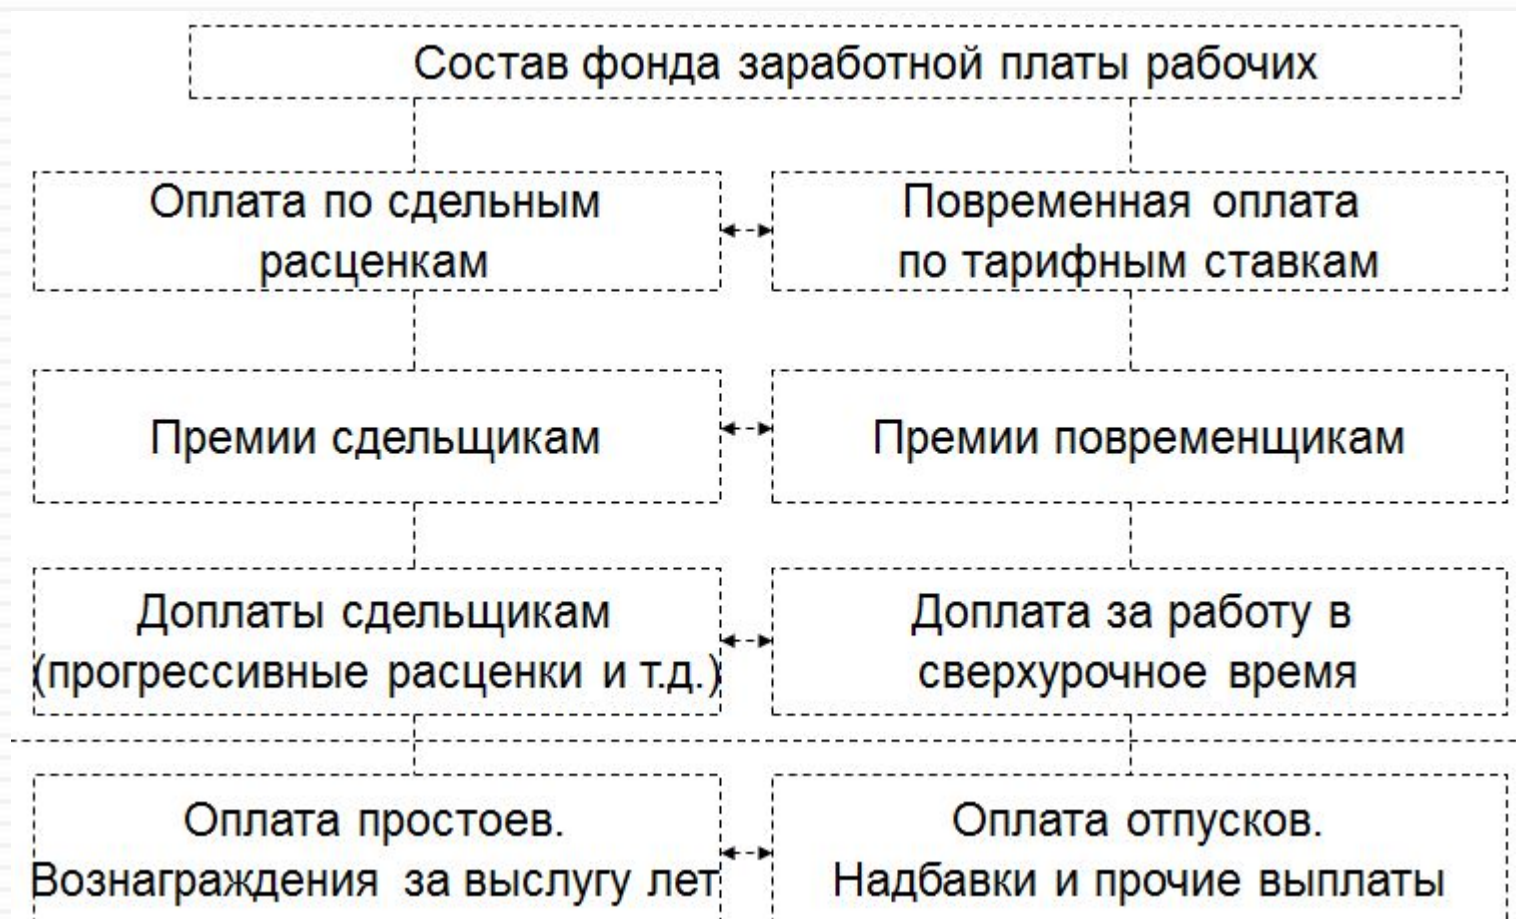 Состав фонда заработной платы рабочих
Оплата по сдельным
расценкам
Повременная оплата
по тарифным ставкам
Премии сдельщикам
Премии повременщикам
Доплаты сдельщикам
(прогрессивные расценки и т.д.)
Доплата за работу в
сверхурочное время
Оплата простоев.
Вознаграждения за выслугу лет
Оплата отпусков.
Надбавки и прочие выплаты